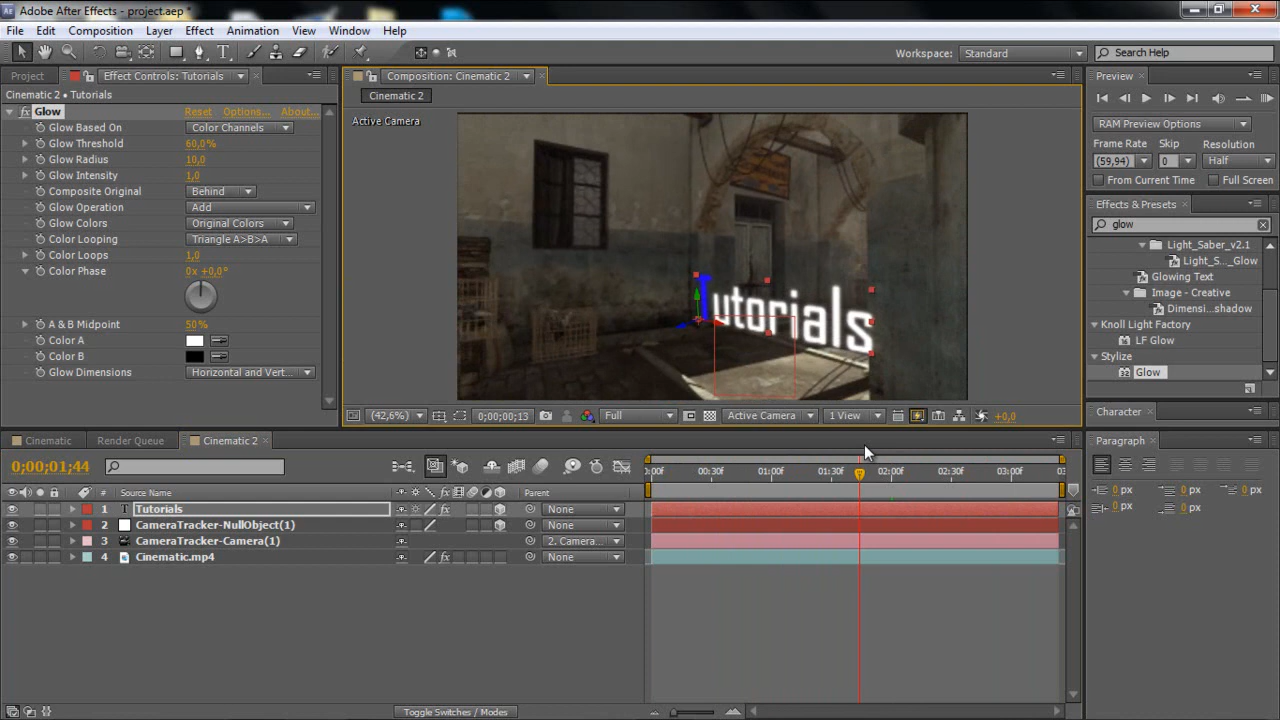 Adobe After Effects - project.aep *
File Edit Composition Layer Effect Animation View Window Help
Workspace: Standard Search Help
Project Effect Controls: Tutorials Composition: Cinematic 2 Preview
Cinematic 2 • Tutorials
Cinematic 2
Active Camera
Glow Reset Options... About...
Glow Based On Color Channels
Glow Threshold 60,0%
Glow Radius 10,0
Glow Intensity 1,0
Composite Original Behind
Glow Operation Add
Glow Colors Original Colors
Color Looping Triangle A>B>A
Color Loops 1,0
Color Phase 0x +0,0°
A & B Midpoint 50%
Color A
Color B
Glow Dimensions Horizontal and Vert...
Tutorials
RAM Preview Options
Frame Rate Skip Resolution
(59,94) 0 Half
From Current Time Full Screen
Effects & Presets
glow
Light_Saber_v2.1
Light_S..._Glow
Glowing Text
Image - Creative
Dimensi...shadow
Knoll Light Factory
LF Glow
Stylize
32 Glow
(42,6%) 0;00;00;13 Full Active Camera 1 View +0,0
Character
Cinematic Render Queue Cinematic 2
0;00;01;44
:00f 00:30f 01:00f 01:30f 02:00f 02:30f 03:00f 03
# Source Name Parent
1 T Tutorials None
2 CameraTracker-NullObject(1) None
3 CameraTracker-Camera(1) 2. Camera...
4 Cinematic.mp4 None
Paragraph
0 px 0 px 0 px
0 px 0 px
Toggle Switches / Modes